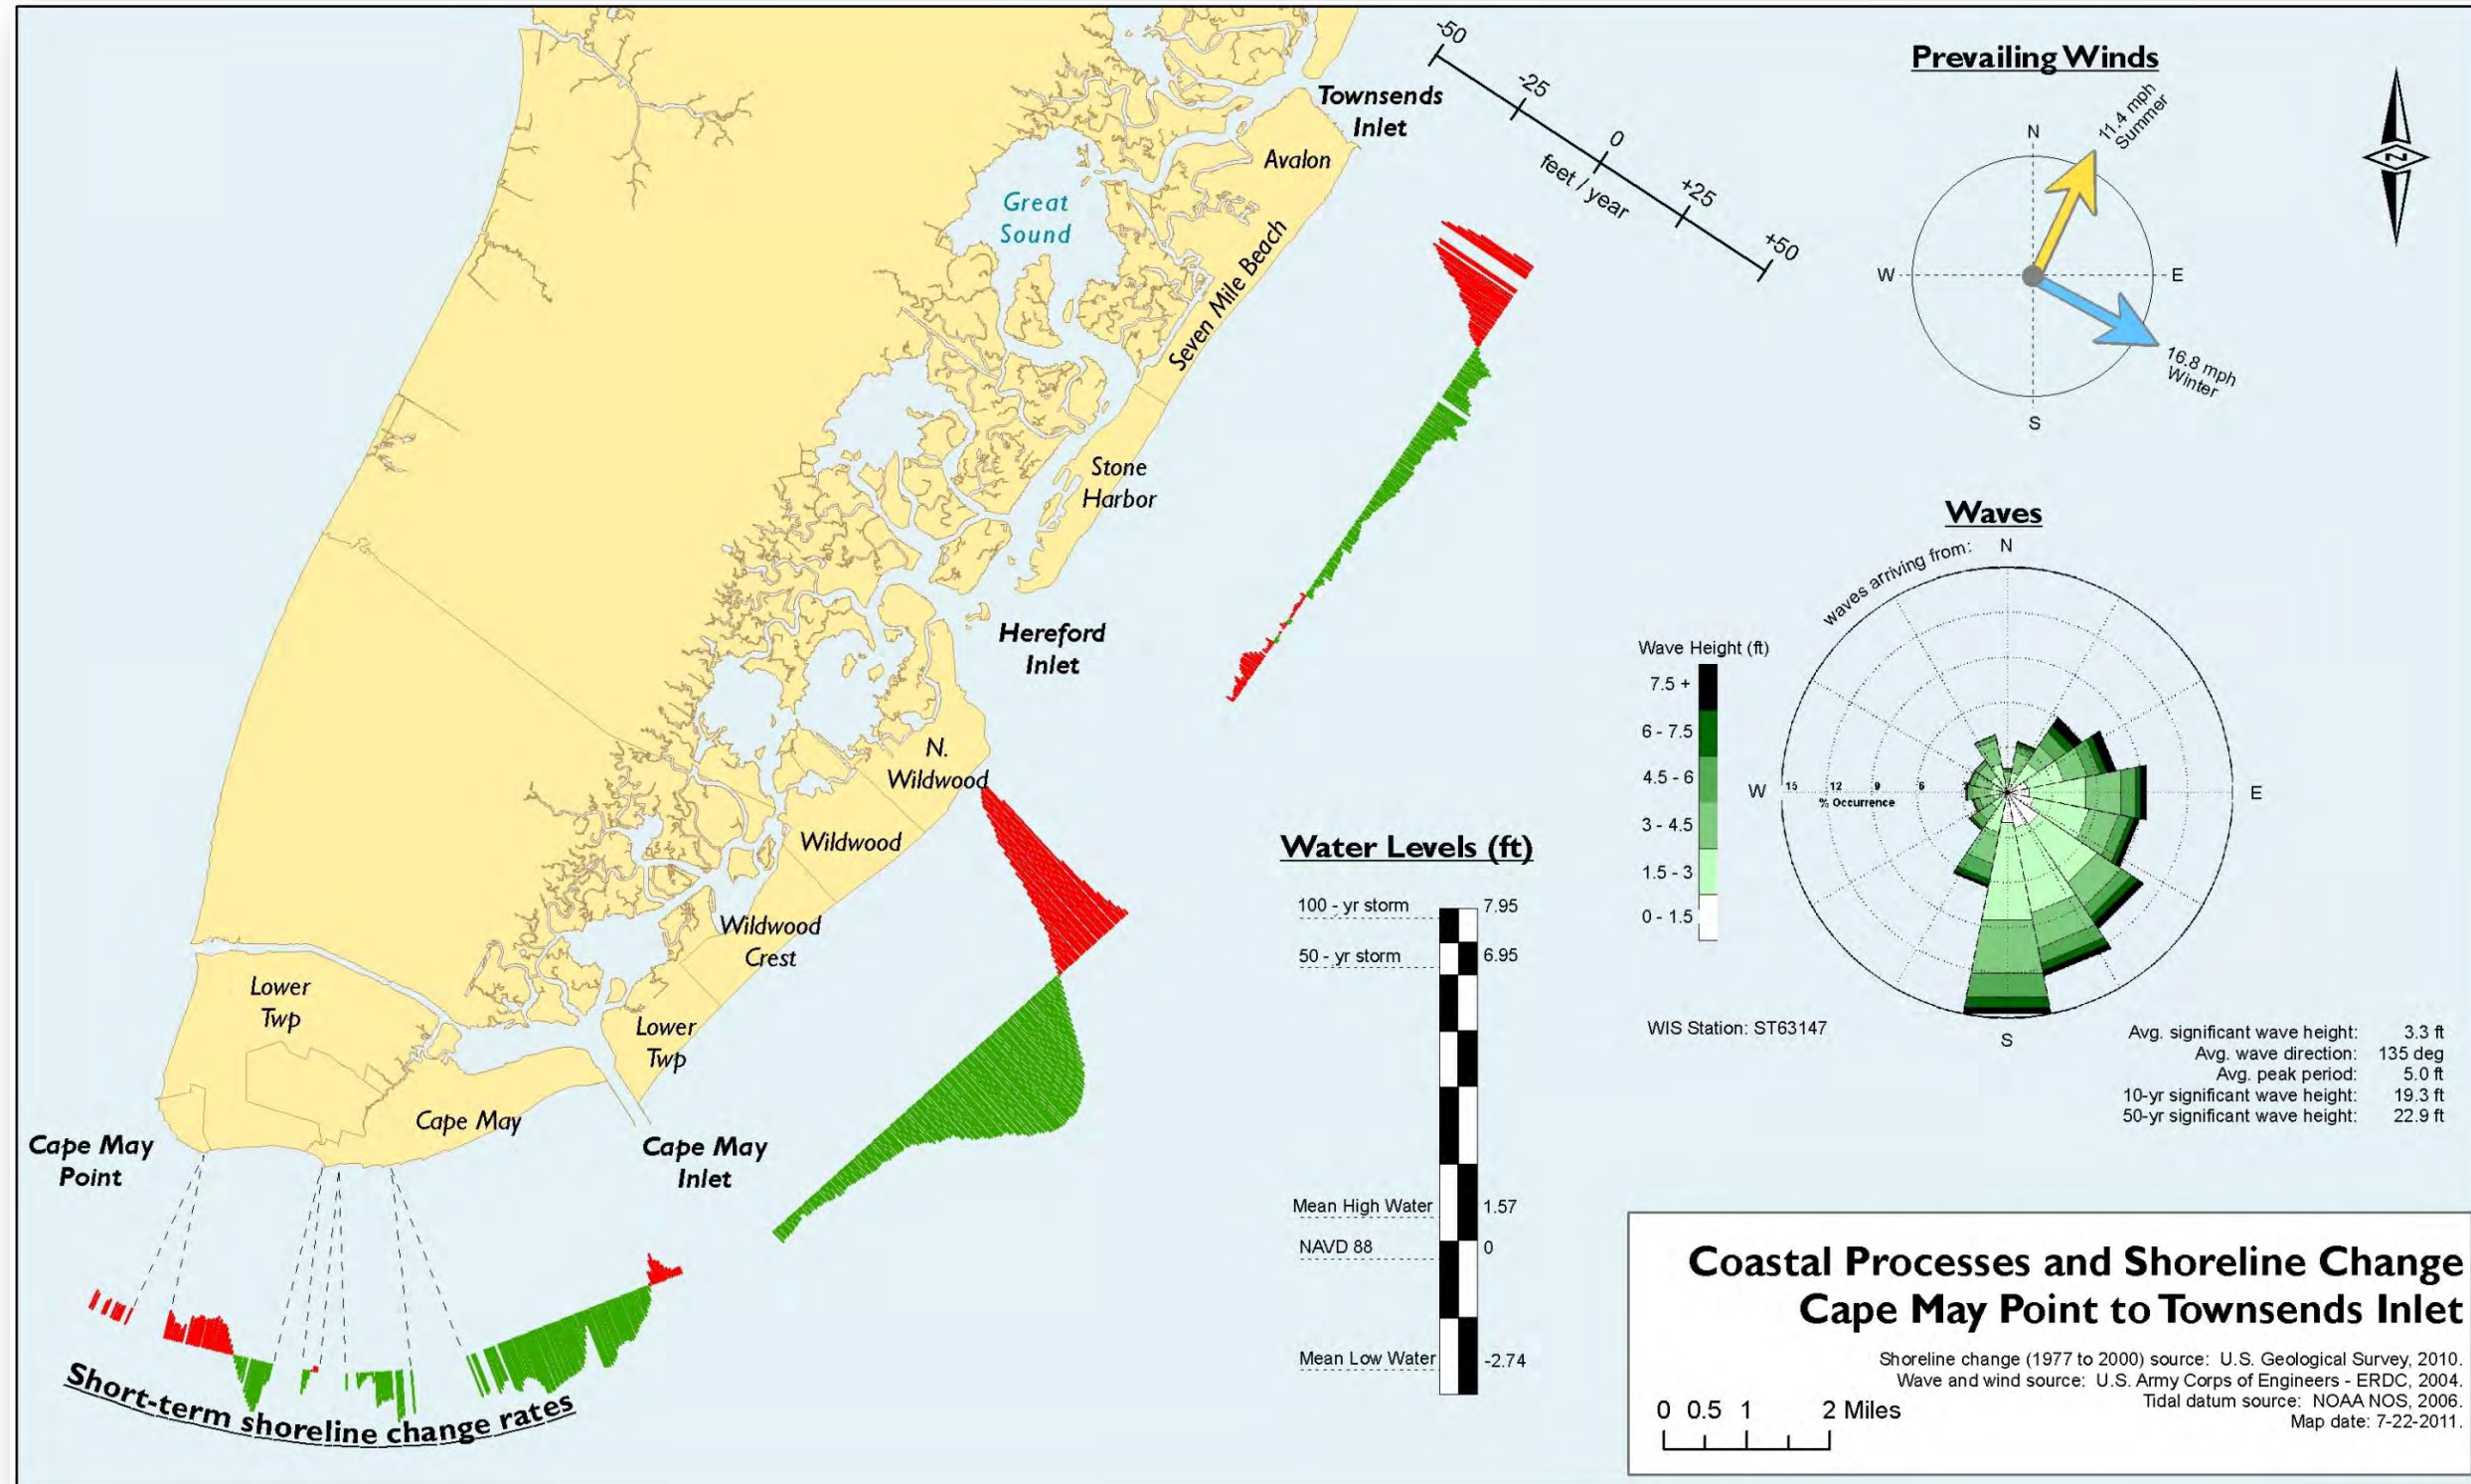 Townsends
Inlet
Avalon
Great
Sound
Seven Mile Beach
Stone
Harbor
Hereford
Inlet
N.
Wildwood
Wildwood
Wildwood
Crest
Lower
Twp
Lower
Twp
Cape May
Cape May
Point
Cape May
Inlet
Short-term shoreline change rates
-50
-25
0
+25
+50
feet / year
Prevailing Winds
N
11.4 mph
Summer
W
E
16.8 mph
Winter
S
N
Waves
waves arriving from:
N
Wave Height (ft)
7.5 +
6 - 7.5
4.5 - 6
3 - 4.5
1.5 - 3
0 - 1.5
W
15
12
9
6
% Occurrence
E
S
WIS Station: ST63147
Avg. significant wave height: 3.3 ft
Avg. wave direction: 135 deg
Avg. peak period: 5.0 ft
10-yr significant wave height: 19.3 ft
50-yr significant wave height: 22.9 ft
Water Levels (ft)
100 - yr storm 7.95
50 - yr storm 6.95
Mean High Water 1.57
NAVD 88 0
Mean Low Water -2.74
Coastal Processes and Shoreline Change
Cape May Point to Townsends Inlet
Shoreline change (1977 to 2000) source: U.S. Geological Survey, 2010.
Wave and wind source: U.S. Army Corps of Engineers - ERDC, 2004.
Tidal datum source: NOAA NOS, 2006.
Map date: 7-22-2011.
0 0.5 1 2 Miles